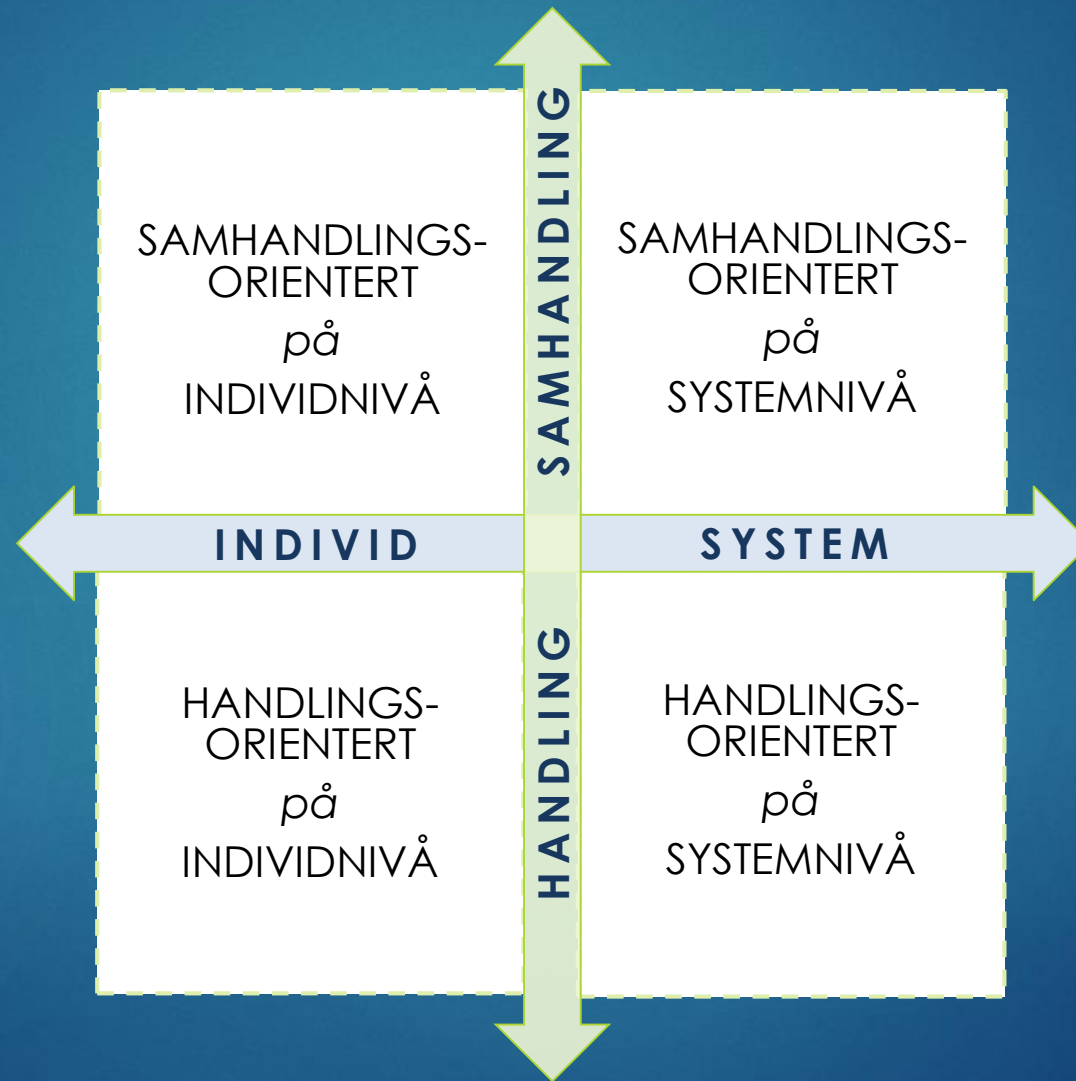 SAMHANDLING
SAMHANDLINGS-
ORIENTERT
på
INDIVIDNIVÅ
SAMHANDLINGS-
ORIENTERT
på
SYSTEMNIVÅ
INDIVID
SYSTEM
HANDLING
HANDLINGS-
ORIENTERT
på
INDIVIDNIVÅ
HANDLINGS-
ORIENTERT
på
SYSTEMNIVÅ